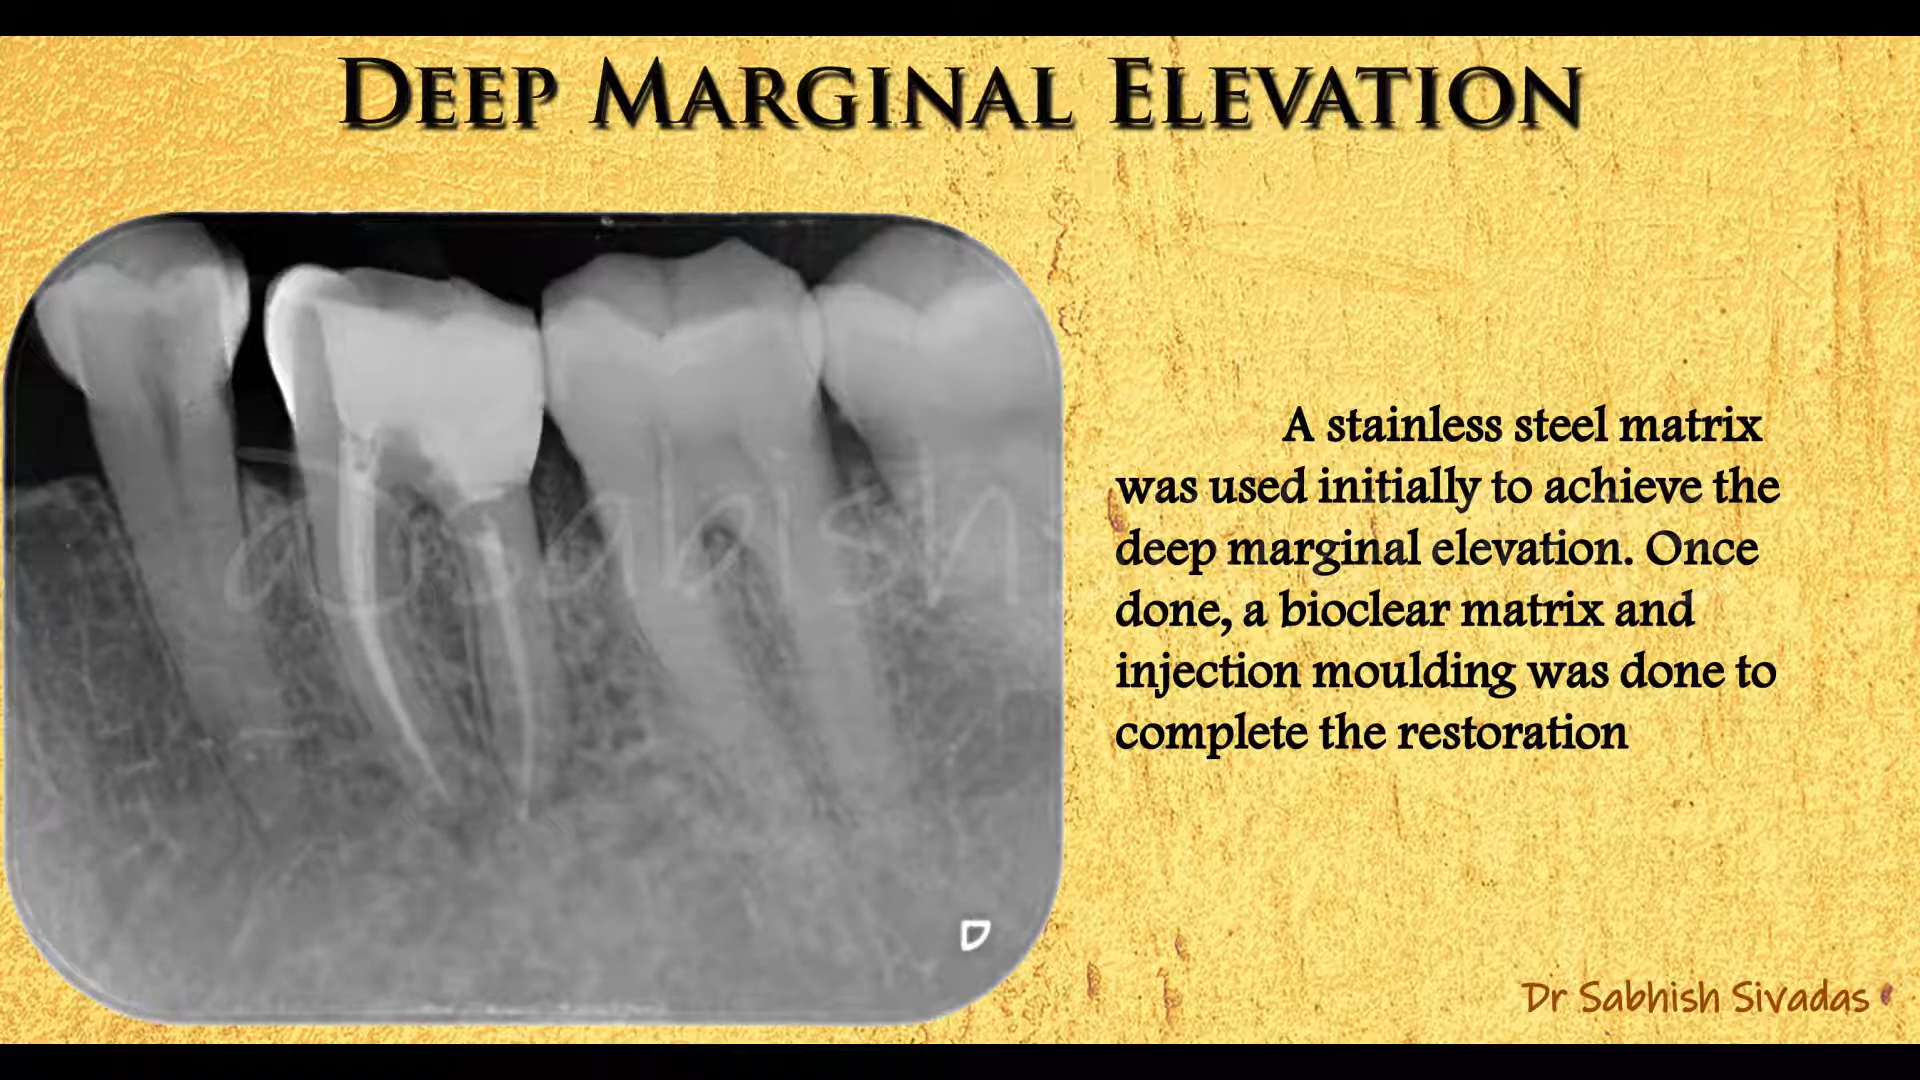 DEEP MARGINAL ELEVATION
A stainless steel matrix
was used initially to achieve the
deep marginal elevation. Once
done, a bioclear matrix and
injection moulding was done to
complete the restoration
D
Dr Sabhish Sivadas